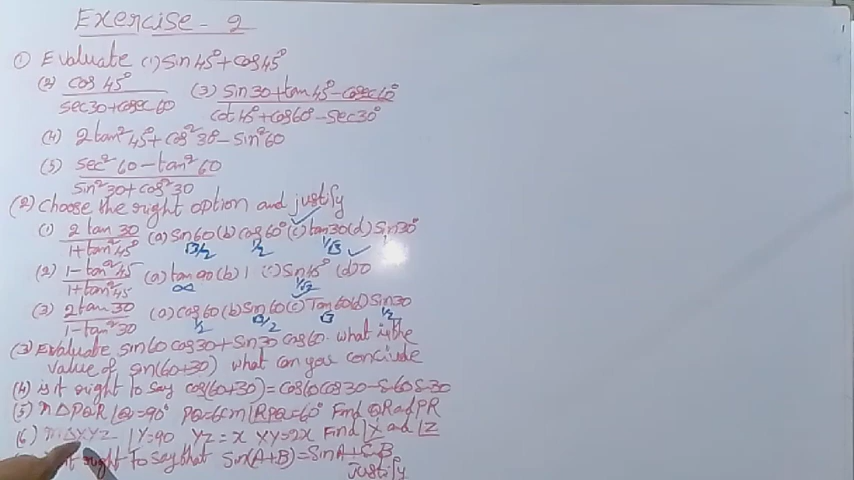 Exercise - 2
(1) Evaluate (1) Sin 45° + Cos 45°
(2) cos 45° / sec 30 + cosec 60 (3) Sin 30 + tan 45° - cosec 60° / cot 45° + cos 60° - sec 30°
(4) 2 tan² 45° + cos² 30 - sin² 60
(5) sec² 60 - tan² 60 / sin² 30 + cos² 30
(2) Choose the right option and justify
(1) 2 tan 30 / 1 + tan² 45° (a) Sin 60 (b) cos 60° (c) tan 30 (d) Sin 30°
√3/2 1/2 1/√3
(2) 1 - tan² 45 / 1 + tan² 45 (a) tan 90 (b) 1 (c) Sin 45° (d) 0
∞ 1/√2
(3) 2 tan 30 / 1 - tan² 30 (a) cos 60 (b) Sin 60 (c) Tan 60 (d) Sin 30
1/2 √3/2 √3 1/2
(3) Evaluate sin 60 cos 30 + Sin 30 cos 60. what is the
value of sin(60+30) what can you conclude
(4) is it right to say cos(60+30) = Cos 60 Cos 30 - S 60 S 30
(5) n △PQR ∠Q = 90° PQ = 6cm ∠RPQ = 60° Find QR and PR
(6) △XYZ ∠Y = 90 YZ = x XY = 2x Find ∠X and ∠Z
it right to say that Sin(A+B) = Sin A + Sin B
justify